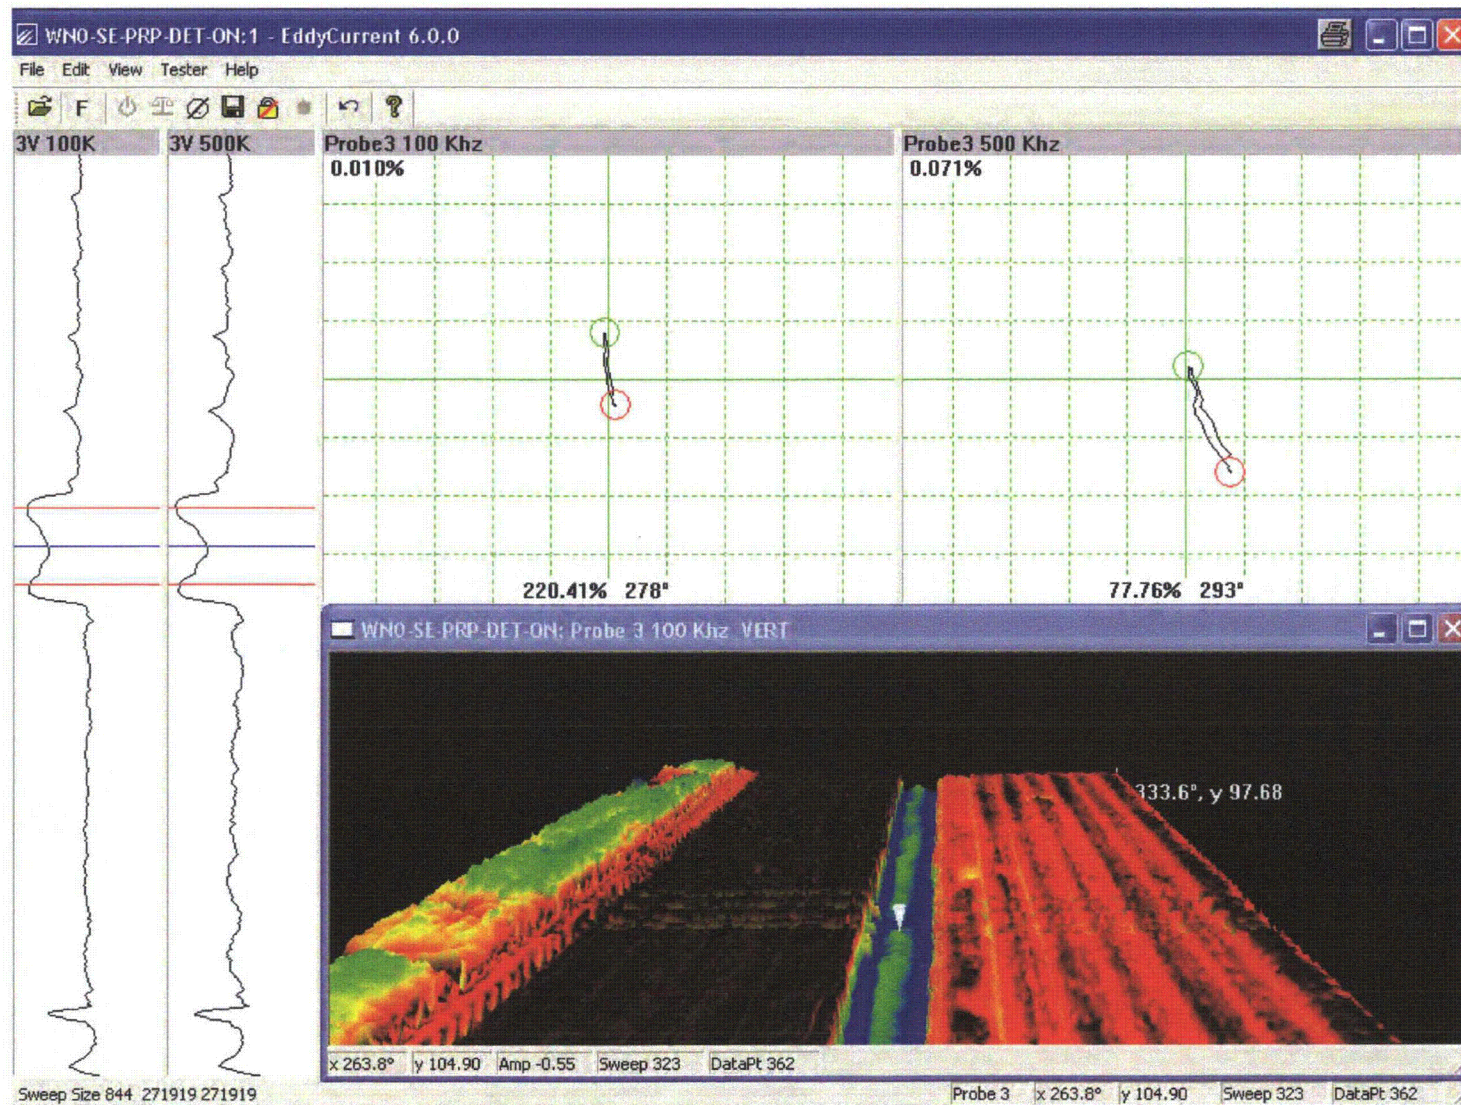 WN0-SE-PRP-DET-ON:1 - EddyCurrent 6.0.0
File Edit View Tester Help
F
3V 100K
3V 500K
Probe3 100 Khz
0.010%
220.41% 278°
Probe3 500 Khz
0.071%
77.76% 293°
WN0-SE-PRP-DET-ON: Probe 3 100 Khz VERT
333.6°, y 97.68
x 263.8° y 104.90 Amp -0.55 Sweep 323 DataPt 362
Sweep Size 844 271919 271919 Probe 3 x 263.8° y 104.90 Sweep 323 DataPt 362